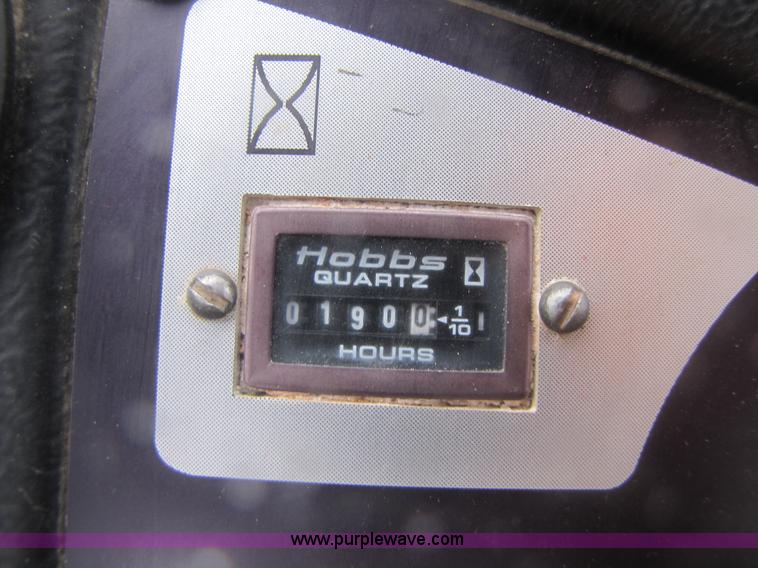 Hobbs
QUARTZ
01900 ◄ 1/10
HOURS
www.purplewave.com